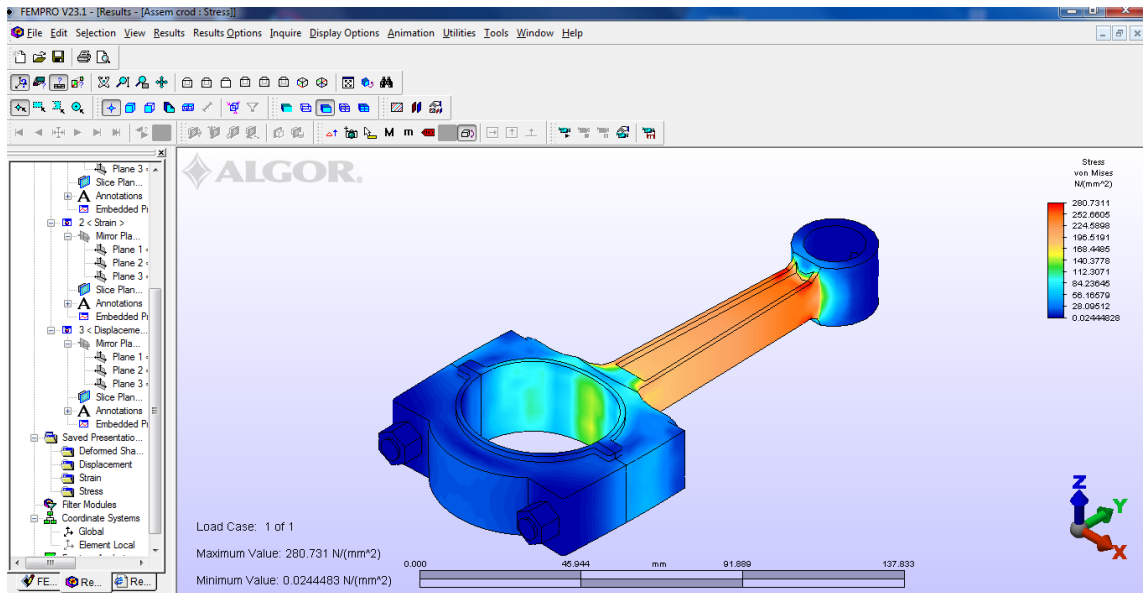 FEMPRO V23.1 - [Results - [Assem crod : Stress]]
File Edit Selection View Results Results Options Inquire Display Options Animation Utilities Tools Window Help
M m
Plane 3 <
Slice Plan...
Annotations
Embedded Pr
2 < Strain >
Mirror Pla...
Plane 1 <
Plane 2 <
Plane 3 <
Slice Plan...
Annotations
Embedded Pr
3 < Displaceme...
Mirror Pla...
Plane 1 <
Plane 2 <
Plane 3 <
Slice Plan...
Annotations
Embedded Pr
Saved Presentatio...
Deformed Sha...
Displacement
Strain
Stress
Filter Modules
Coordinate Systems
Global
Element Local
FE... Re... Re...
ALGOR.
Stress
von Mises
N/(mm^2)
280.7311
252.6605
224.5898
196.5191
168.4485
140.3778
112.3071
84.23645
56.16579
28.09512
0.02444828
Z
Y
X
Load Case: 1 of 1
Maximum Value: 280.731 N/(mm^2)
Minimum Value: 0.0244483 N/(mm^2)
0.000 45.944 mm 91.889 137.833